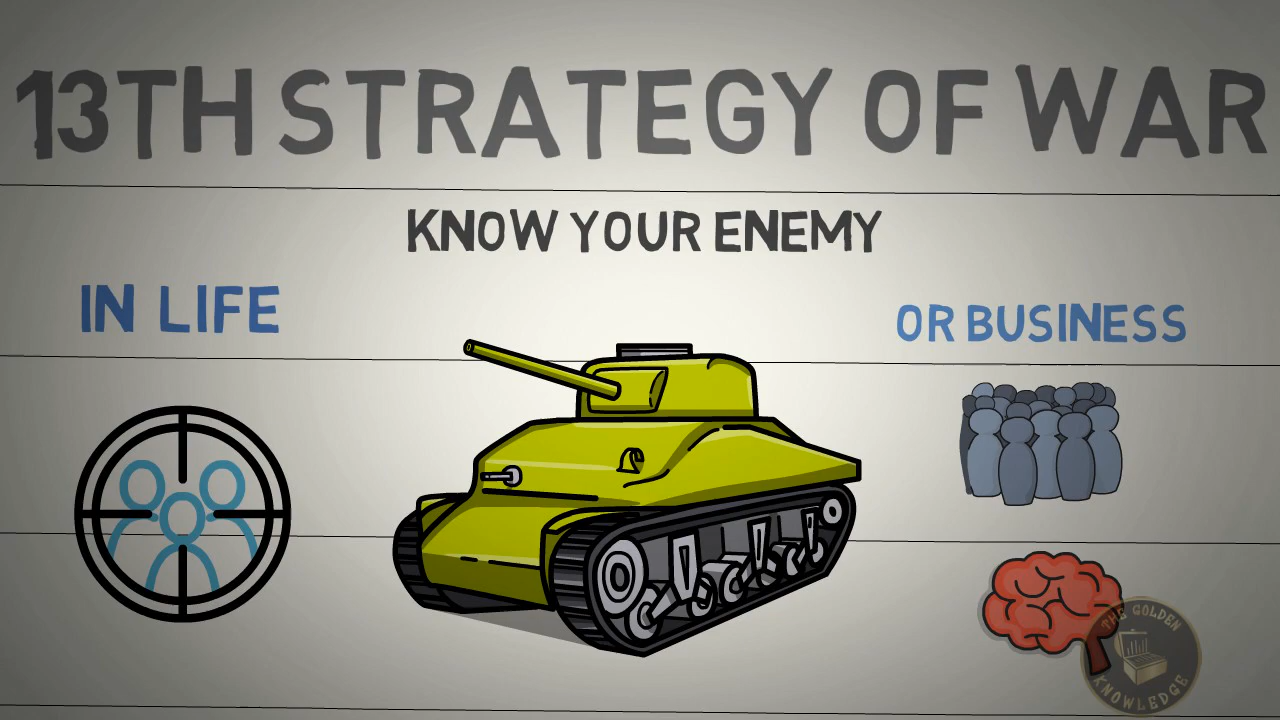 13TH STRATEGY OF WAR
KNOW YOUR ENEMY
IN LIFE
OR BUSINESS
THE GOLDEN
KNOWLEDGE